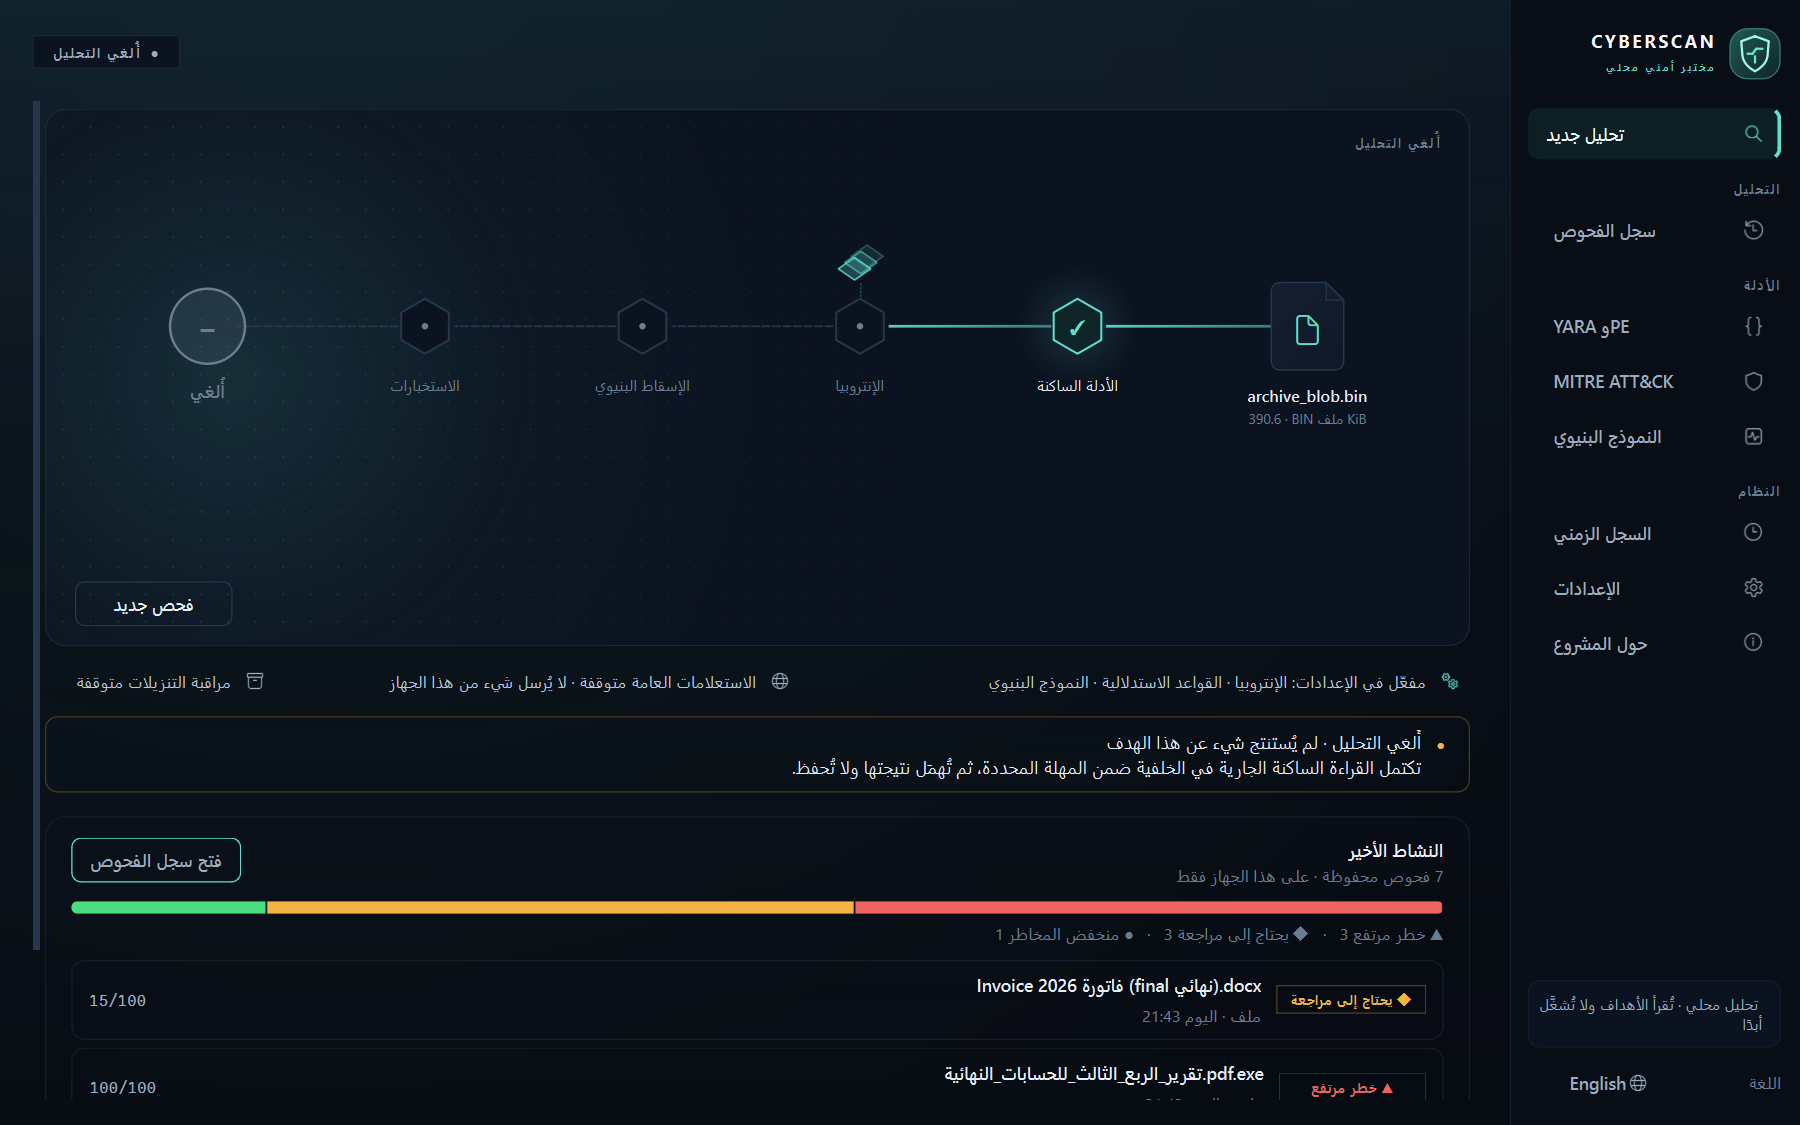 CYBERSCAN
مختبر أمني محلي
تحليل جديد
التحليل
سجل الفحوص
الأدلة
YARA وPE
MITRE ATT&CK
النموذج البنيوي
النظام
السجل الزمني
الإعدادات
حول المشروع
تحليل محلي · تُقرأ الأهداف ولا تُشغَّل
أبدًا
اللغة
English
● أُلغي التحليل
أُلغي التحليل
archive_blob.bin
390.6 · BIN ملف KiB
✓
الأدلة الساكنة
الإنتروبيا
الإسقاط البنيوي
الاستخبارات
–
أُلغي
فحص جديد
مفعّل في الإعدادات: الإنتروبيا · القواعد الاستدلالية · النموذج البنيوي
الاستعلامات العامة متوقفة · لا يُرسل شيء من هذا الجهاز
مراقبة التنزيلات متوقفة
● أُلغي التحليل · لم يُستنتج شيء عن هذا الهدف
تكتمل القراءة الساكنة الجارية في الخلفية ضمن المهلة المحددة، ثم تُهمَل نتيجتها ولا تُحفظ.
النشاط الأخير
7 فحوص محفوظة · على هذا الجهاز فقط
فتح سجل الفحوص
▲ خطر مرتفع 3 · ◆ يحتاج إلى مراجعة 3 · ● منخفض المخاطر 1
◆ يحتاج إلى مراجعة
Invoice 2026 فاتورة (final نهائي).docx
ملف · اليوم 21:43
15/100
▲ خطر مرتفع
تقرير_الربع_الثالث_للحسابات_النهائية.pdf.exe
100/100